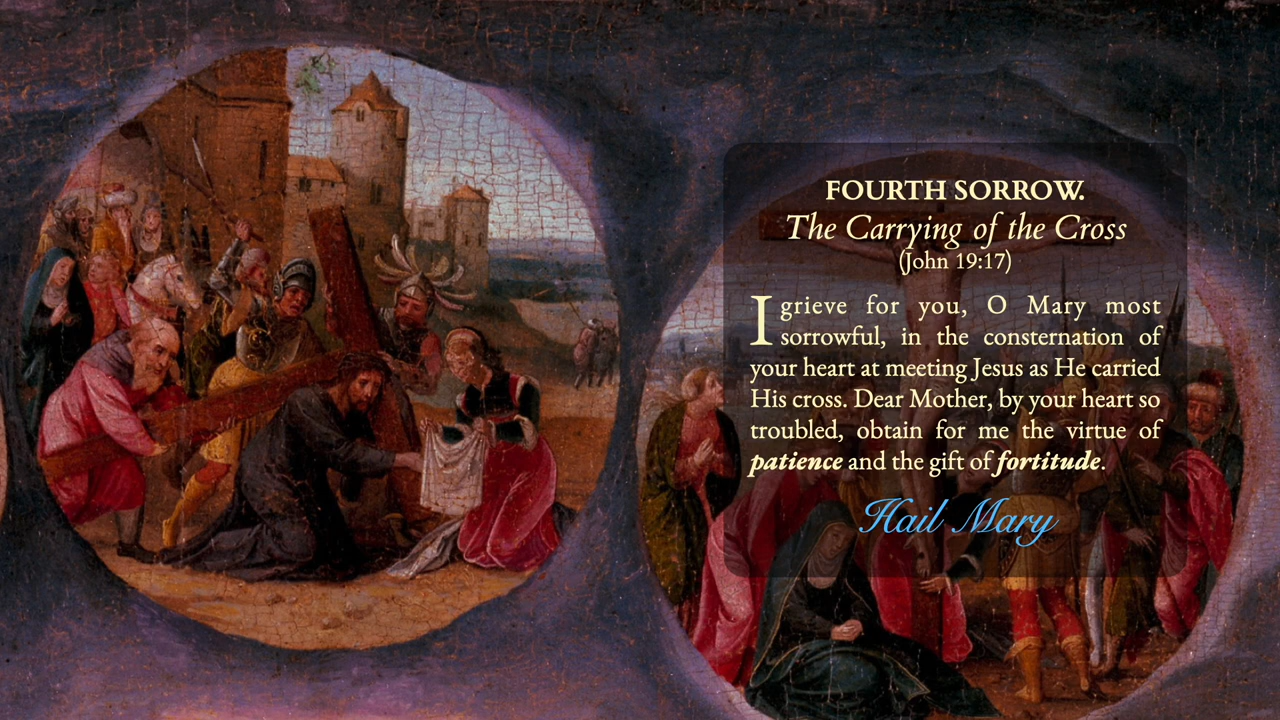 FOURTH SORROW.
The Carrying of the Cross
(John 19:17)
I grieve for you, O Mary most
sorrowful, in the consternation of
your heart at meeting Jesus as He carried
His cross. Dear Mother, by your heart so
troubled, obtain for me the virtue of
patience and the gift of fortitude.
Hail Mary